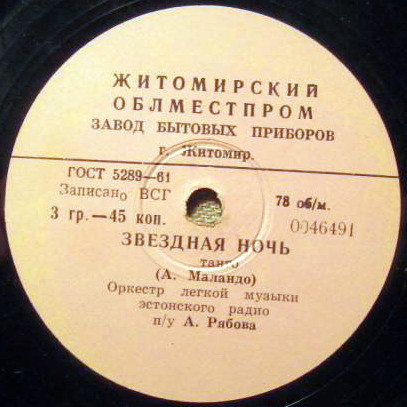 ЖИТОМИРСКИЙ
ОБЛМЕСТПРОМ
ЗАВОД БЫТОВЫХ ПРИБОРОВ
г. Житомир.
ГОСТ 5289—61
Записано ВСГ
3 гр.—45 коп.
78 об/м.
0046491
ЗВЕЗДНАЯ НОЧЬ
танго
(А. Маландо)
Оркестр легкой музыки
эстонского радио
п/у А. Рябова